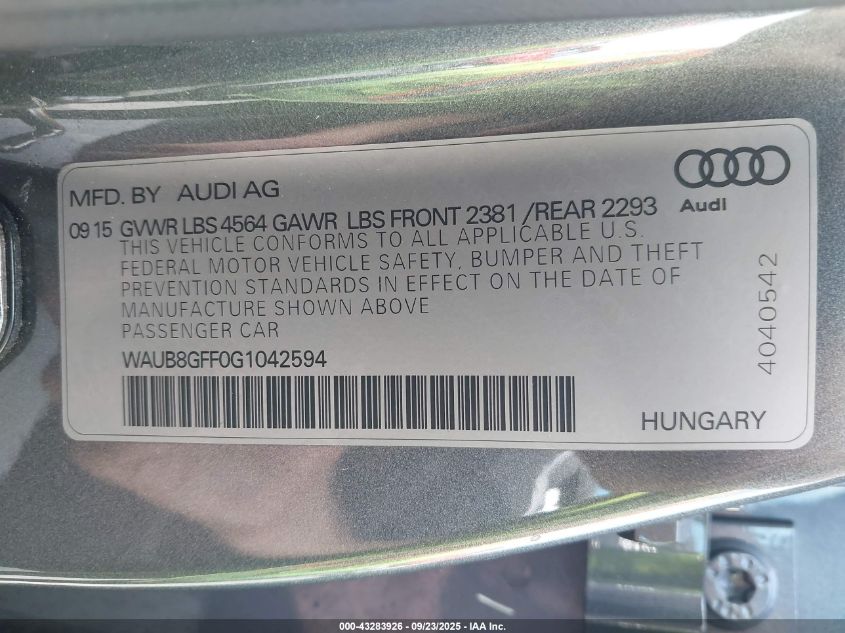 MFD. BY AUDI AG
Audi
09 15 GVWR LBS 4564 GAWR LBS FRONT 2381 /REAR 2293
THIS VEHICLE CONFORMS TO ALL APPLICABLE U.S.
FEDERAL MOTOR VEHICLE SAFETY, BUMPER AND THEFT
PREVENTION STANDARDS IN EFFECT ON THE DATE OF
MANUFACTURE SHOWN ABOVE
PASSENGER CAR
WAUB8GFF0G1042594
4040542
HUNGARY
000-43283926 - 09/23/2025 - IAA Inc.